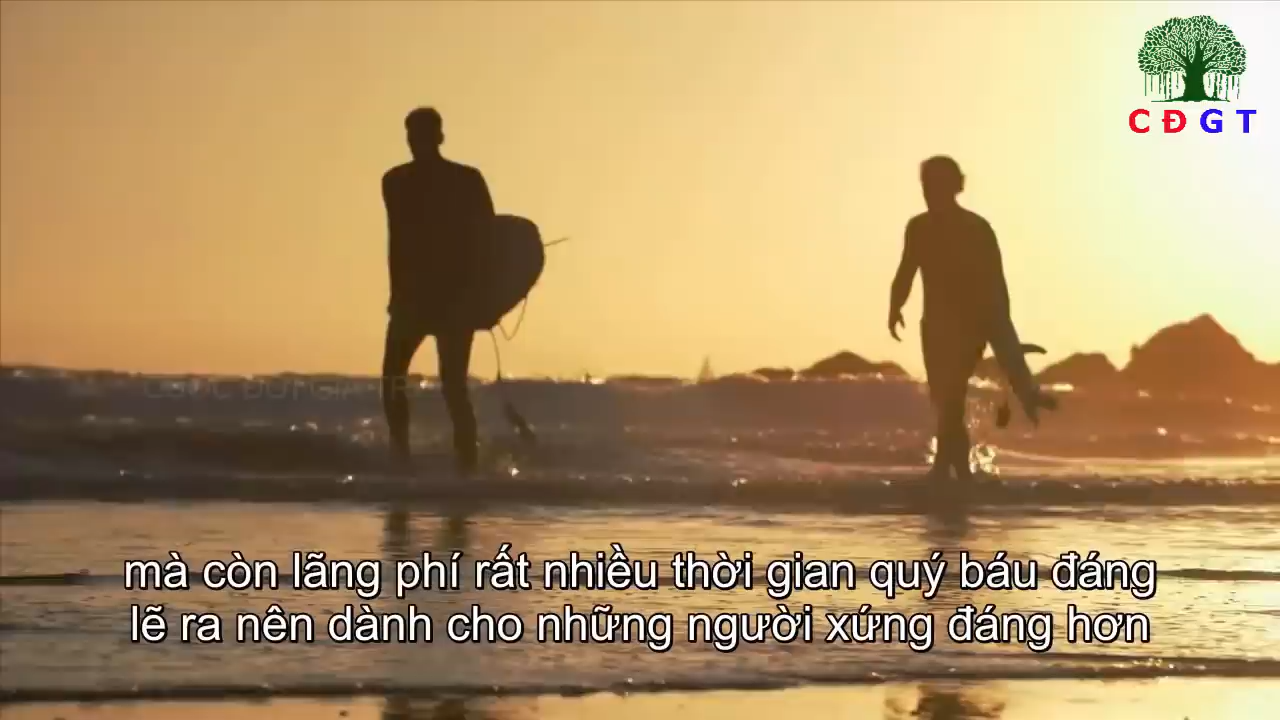 CĐGT
mà còn lãng phí rất nhiều thời gian quý báu đáng
lẽ ra nên dành cho những người xứng đáng hơn